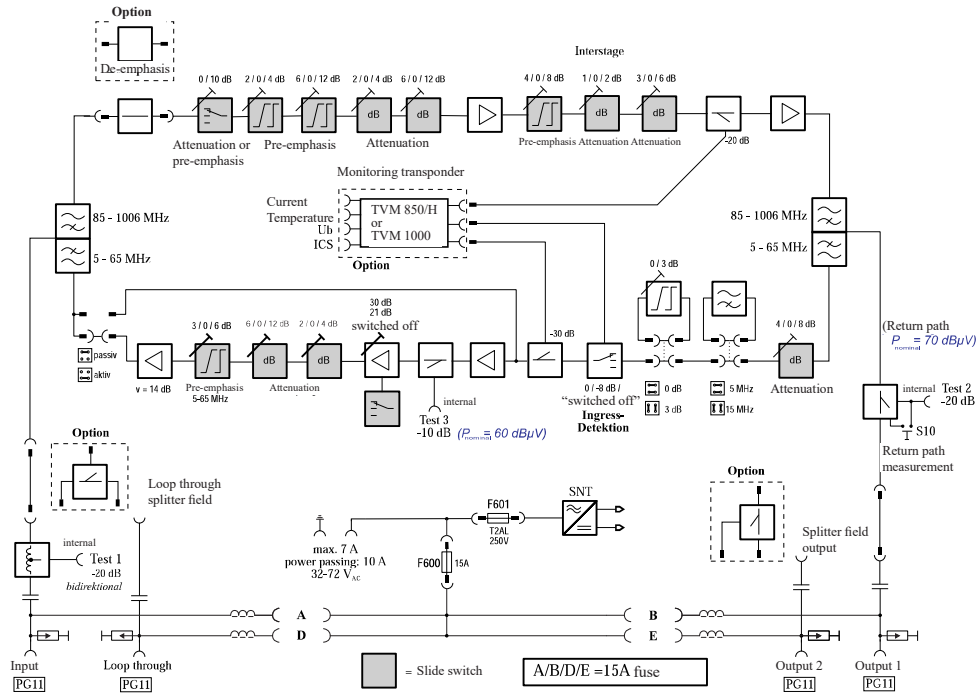 Option
De-emphasis
Interstage
0 / 10 dB
2 / 0 / 4 dB
6 / 0 / 12 dB
2 / 0 / 4 dB
6 / 0 / 12 dB
4 / 0 / 8 dB
1 / 0 / 2 dB
3 / 0 / 6 dB
dB
dB
dB
dB
-20 dB
Attenuation or
pre-emphasis
Pre-emphasis
Attenuation
Pre-emphasis
Attenuation
Attenuation
Monitoring transponder
Current
Temperature
Ub
ICS
TVM 850/H
or
TVM 1000
Option
85 - 1006 MHz
5 - 65 MHz
85 - 1006 MHz
5 - 65 MHz
0 / 3 dB
30 dB
21 dB
switched off
3 / 0 / 6 dB
6 / 0 / 12 dB
2 / 0 / 4 dB
-30 dB
4 / 0 / 8 dB
dB
dB
dB
passiv
aktiv
v = 14 dB
Pre-emphasis
5-65 MHz
Attenuation
internal
Test 3
-10 dB
(Pnominal = 60 dBµV)
0 / -8 dB /
“switched off”
Ingress-
Detektion
0 dB
3 dB
5 MHz
15 MHz
Attenuation
(Return path
Pnominal = 70 dBµV)
internal
Test 2
-20 dB
S10
Return path
measurement
Option
Loop through
splitter field
internal
Test 1
-20 dB
bidirektional
max. 7 A
power passing: 10 A
32-72 VAC
F600
15A
F601
T2AL
250V
SNT
Option
Splitter field
output
A
B
D
E
Input
PG11
Loop through
PG11
= Slide switch
A/B/D/E =15A fuse
Output 2
PG11
Output 1
PG11